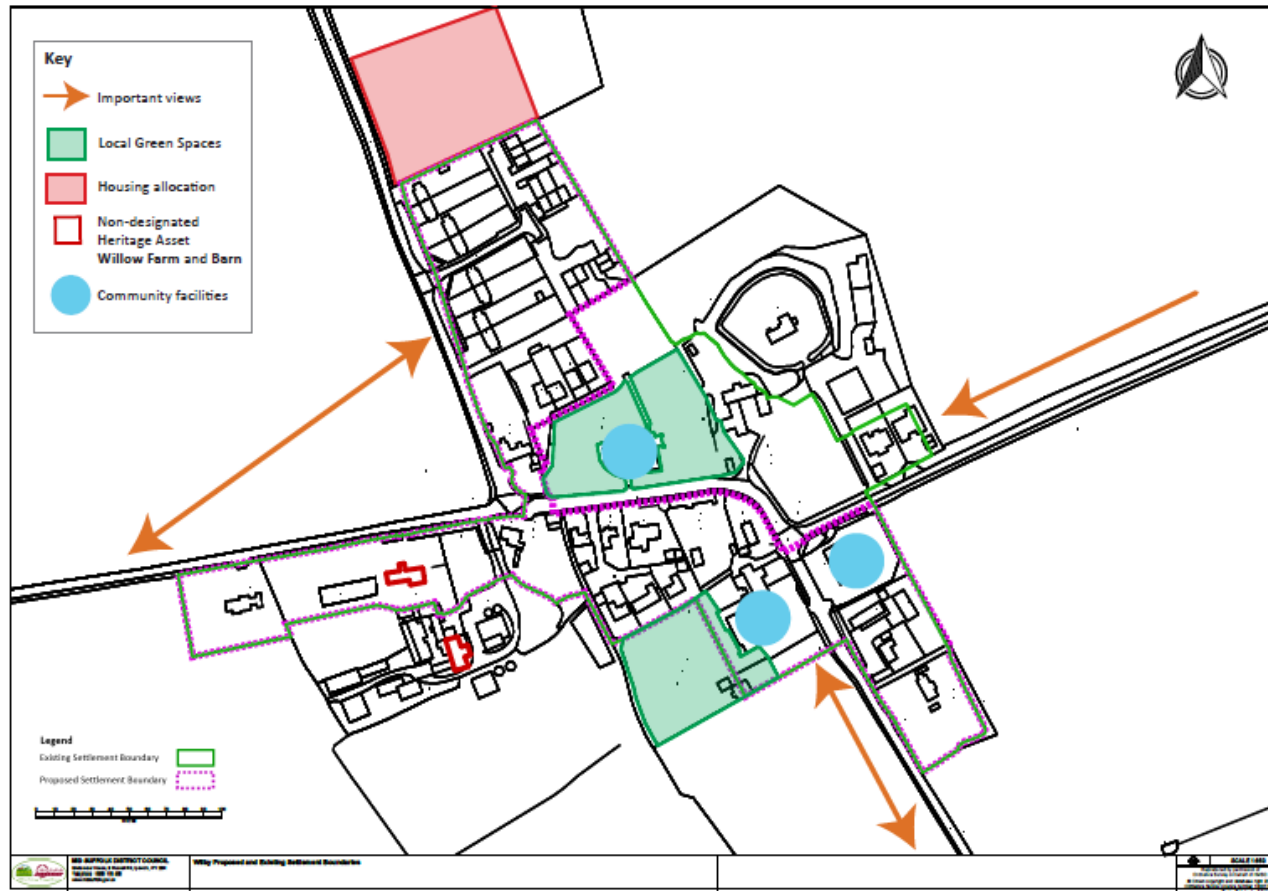 Key
Important views
Local Green Spaces
Housing allocation
Non-designated
Heritage Asset
Willow Farm and Barn
Community facilities
Legend
Existing Settlement Boundary
Proposed Settlement Boundary
MID SUFFOLK DISTRICT COUNCIL
Wilby Proposed and Existing Settlement Boundaries
SCALE